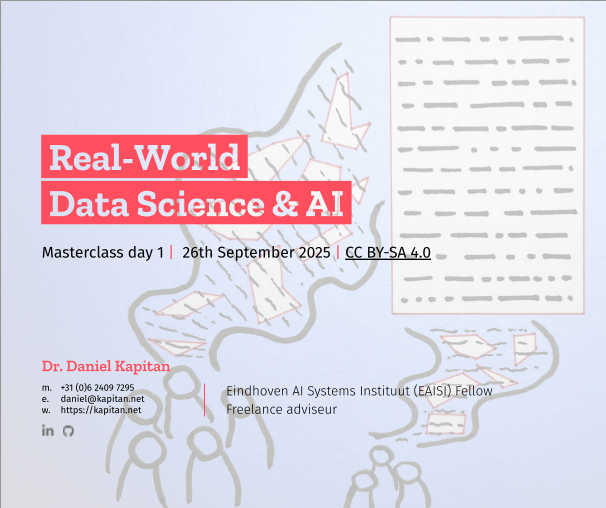 Real-World
Data Science & AI
Masterclass day 1 | 26th September 2025 | CC BY-SA 4.0
Dr. Daniel Kapitan
m. +31 (0)6 2409 7295
e. daniel@kapitan.net
w. https://kapitan.net
Eindhoven AI Systems Instituut (EAISI) Fellow
Freelance adviseur
in